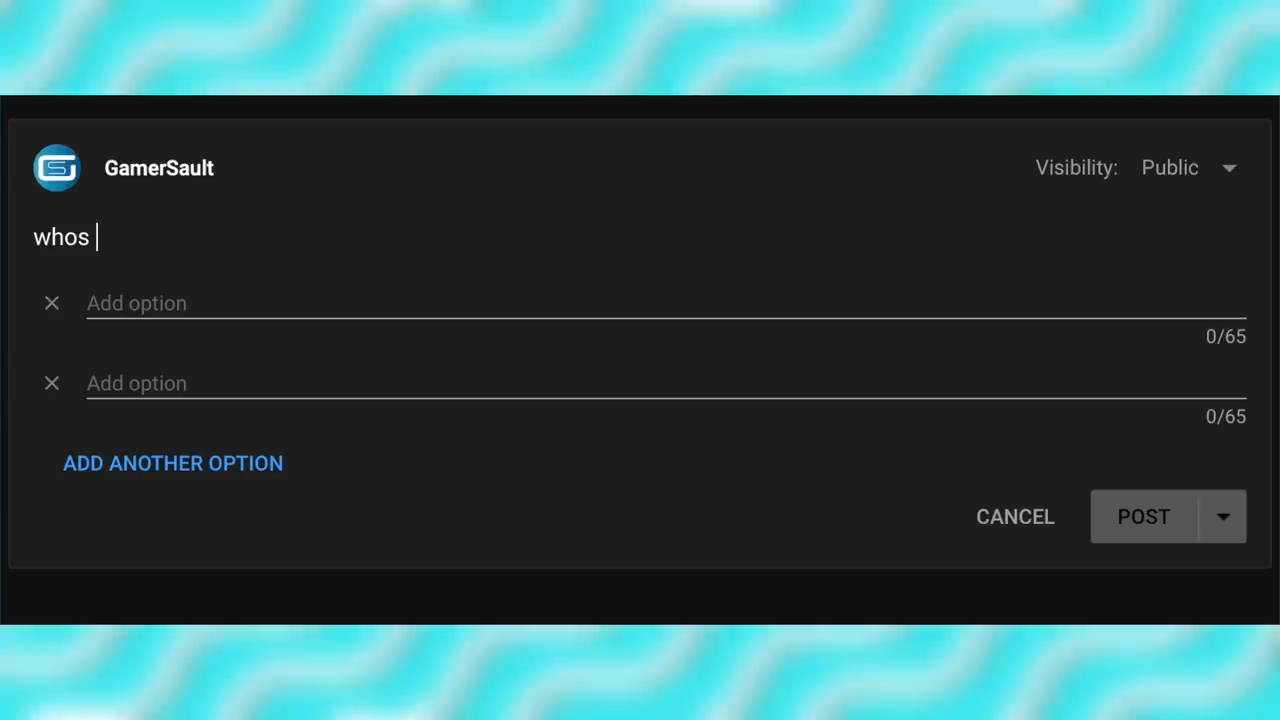 GamerSault
Visibility: Public
whos
Add option
0/65
Add option
0/65
ADD ANOTHER OPTION
CANCEL
POST